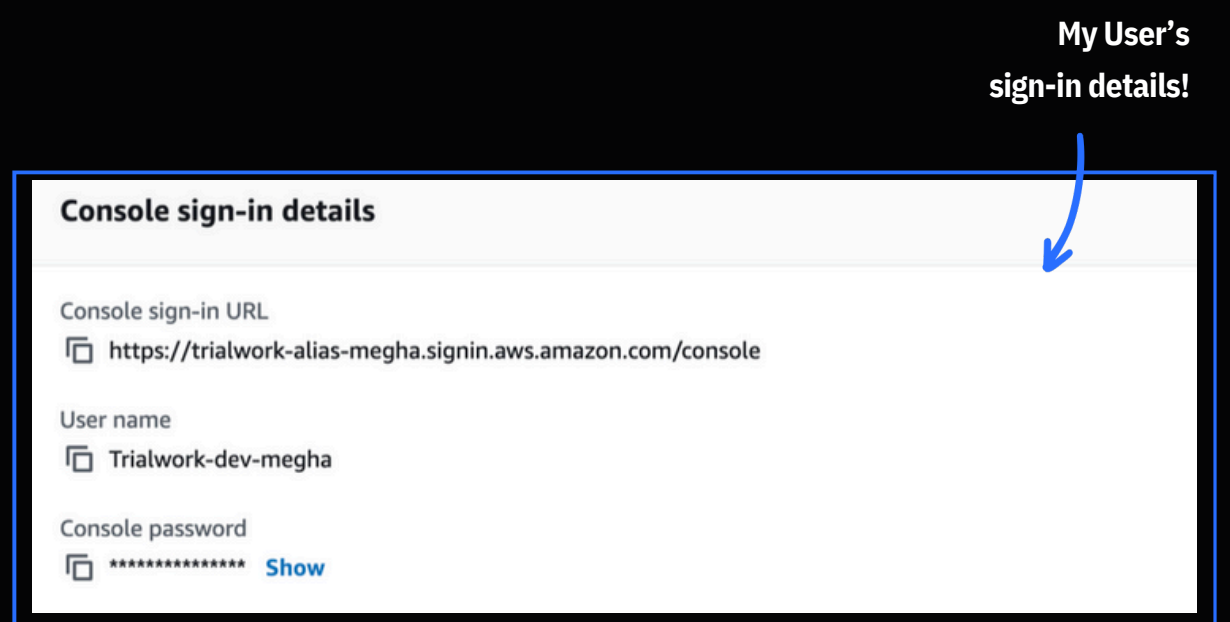 My User’s
sign-in details!
Console sign-in details
Console sign-in URL
https://trialwork-alias-megha.signin.aws.amazon.com/console
User name
Trialwork-dev-megha
Console password
*************** Show